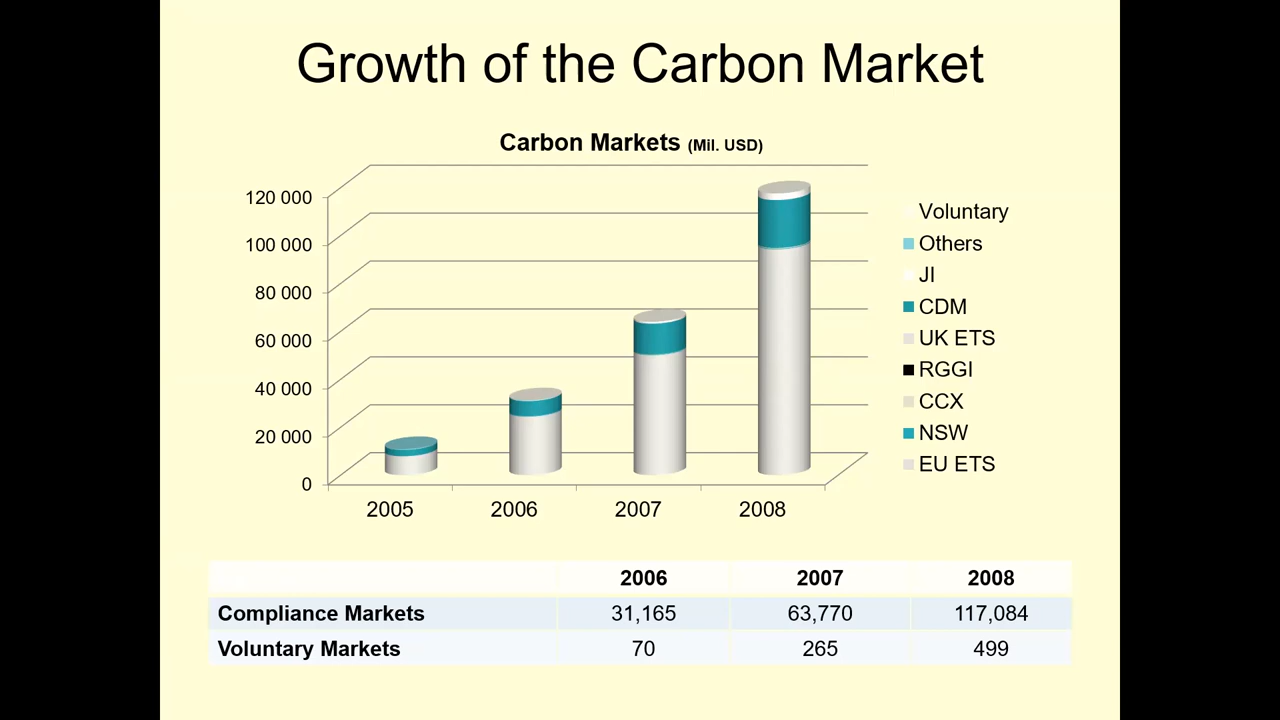 Growth of the Carbon Market
Carbon Markets (Mil. USD)
120 000
100 000
80 000
60 000
40 000
20 000
0
2005 2006 2007 2008
Voluntary
Others
JI
CDM
UK ETS
RGGI
CCX
NSW
EU ETS
2006 2007 2008
Compliance Markets 31,165 63,770 117,084
Voluntary Markets 70 265 499